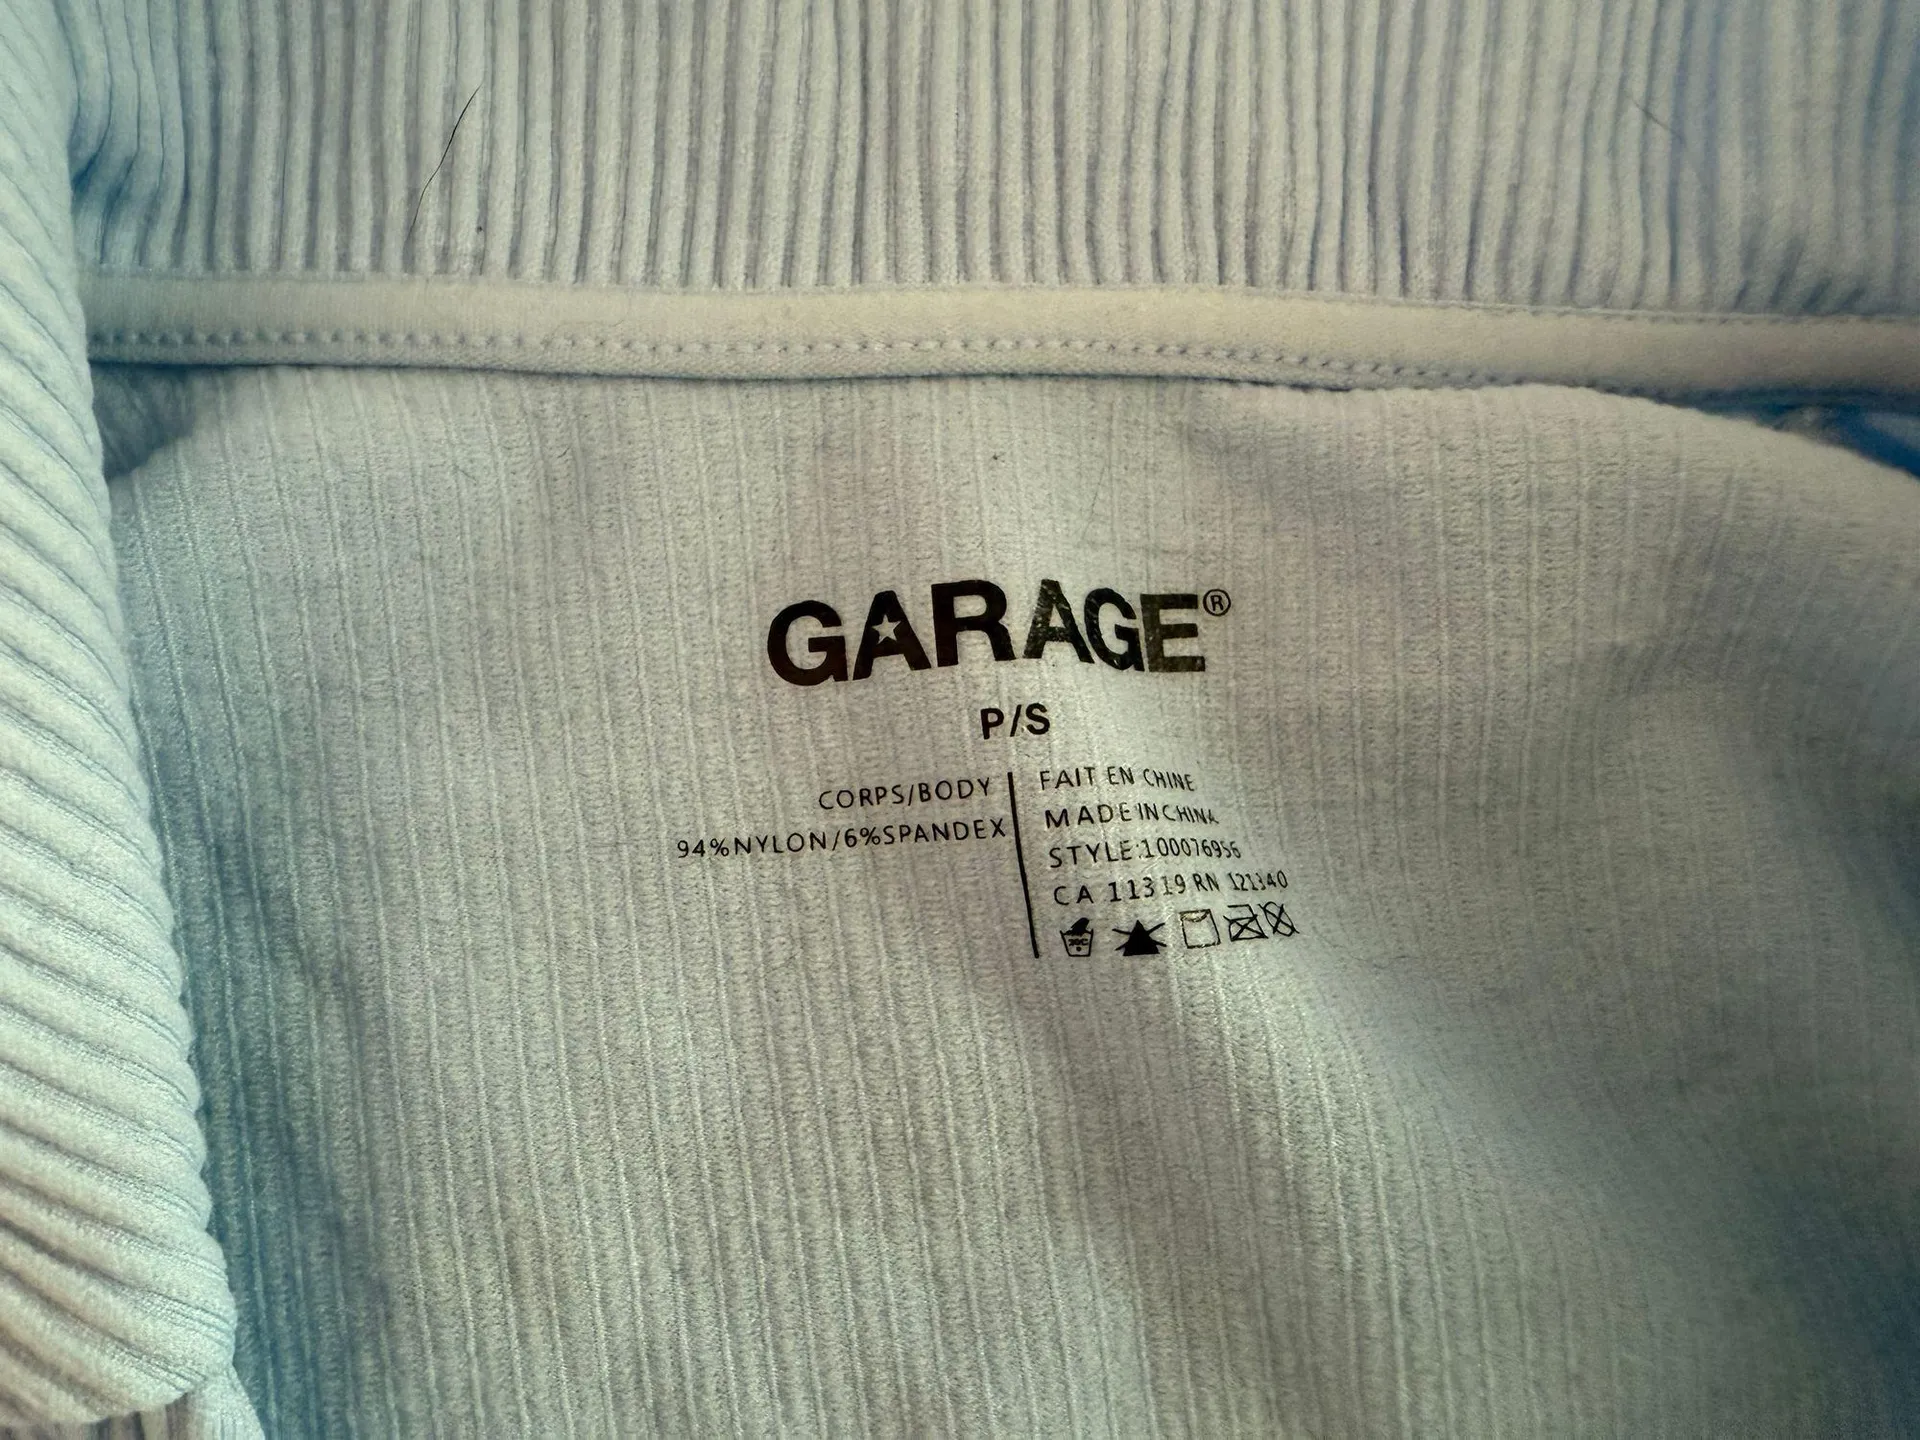 GARAGE®
P/S
CORPS/BODY
94%NYLON/6%SPANDEX
FAIT EN CHINE
MADE IN CHINA
STYLE:100076956
CA 11319 RN 121340
30C